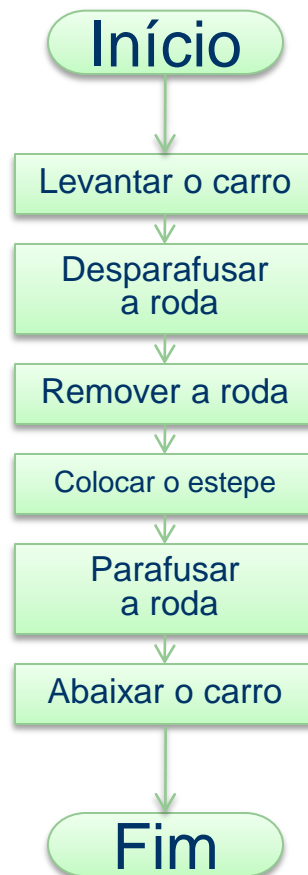 Início
Levantar o carro
Desparafusar
a roda
Remover a roda
Colocar o estepe
Parafusar
a roda
Abaixar o carro
Fim